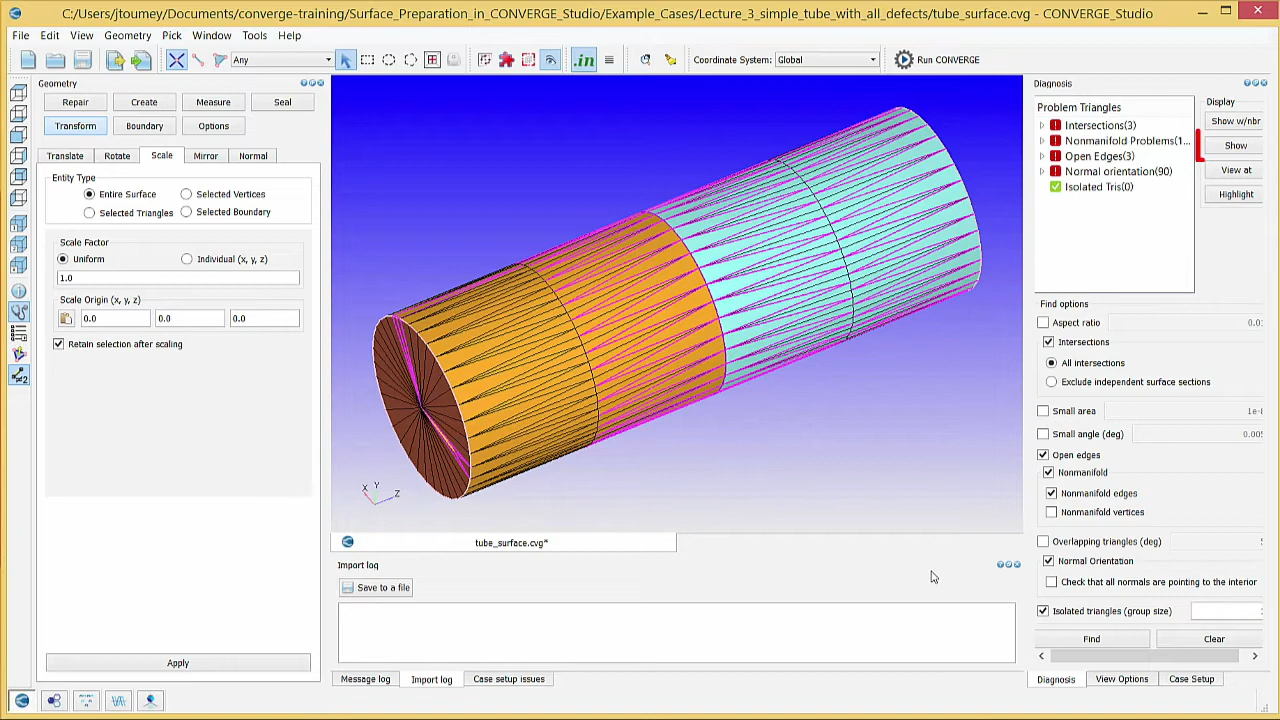 C:/Users/jtoumey/Documents/converge-training/Surface_Preparation_in_CONVERGE_Studio/Example_Cases/Lecture_3_simple_tube_with_all_defects/tube_surface.cvg - CONVERGE_Studio
File Edit View Geometry Pick Window Tools Help
Any .in Coordinate System: Global Run CONVERGE
Geometry
Repair Create Measure Seal
Transform Boundary Options
Translate Rotate Scale Mirror Normal
Entity Type
Entire Surface Selected Vertices
Selected Triangles Selected Boundary
Scale Factor
Uniform Individual (x, y, z)
1.0
Scale Origin (x, y, z)
0.0 0.0 0.0
Retain selection after scaling
Apply
X Y Z
tube_surface.cvg*
Import log
Save to a file
Message log Import log Case setup issues
Diagnosis
Problem Triangles
Intersections(3)
Nonmanifold Problems(1...
Open Edges(3)
Normal orientation(90)
Isolated Tris(0)
Display
Show w/nbr
Show
View at
Highlight
Find options
Aspect ratio 0.0
Intersections
All intersections
Exclude independent surface sections
Small area 1e-
Small angle (deg) 0.00
Open edges
Nonmanifold
Nonmanifold edges
Nonmanifold vertices
Overlapping triangles (deg)
Normal Orientation
Check that all normals are pointing to the interior
Isolated triangles (group size)
Find Clear
Diagnosis View Options Case Setup